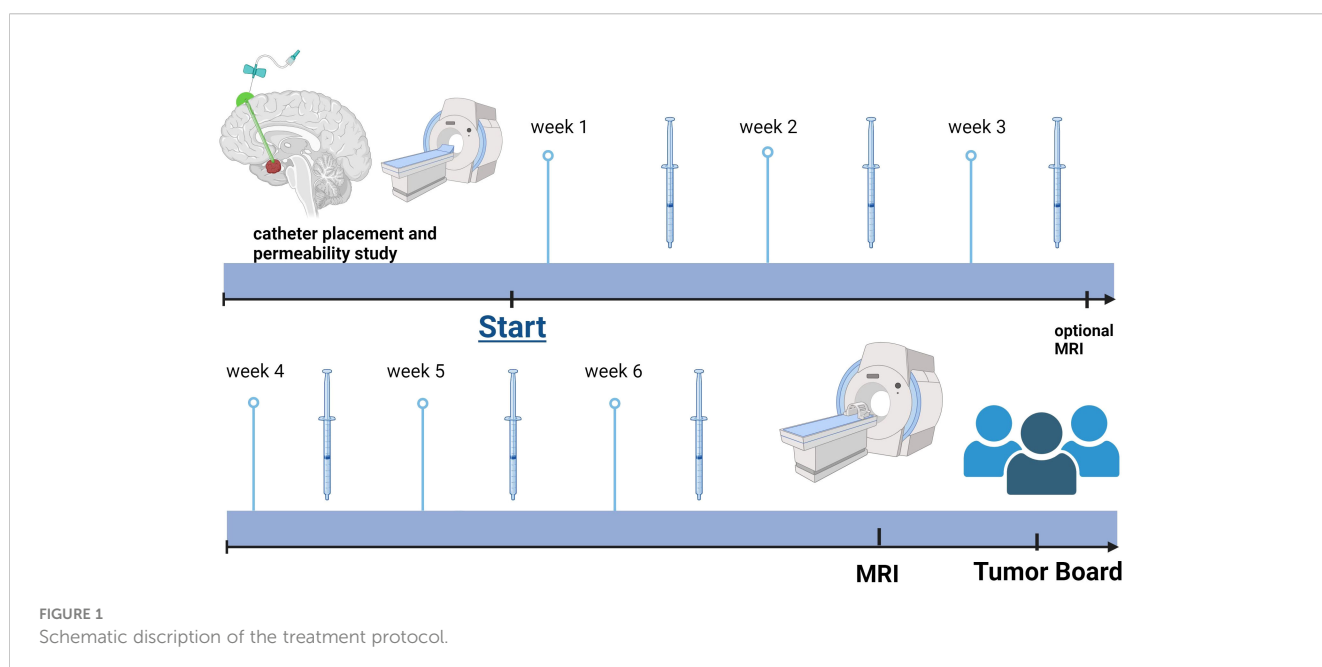 week 1
week 2
week 3
catheter placement and
permeability study
Start
optional
MRI
week 4
week 5
week 6
MRI
Tumor Board
FIGURE 1
Schematic discription of the treatment protocol.